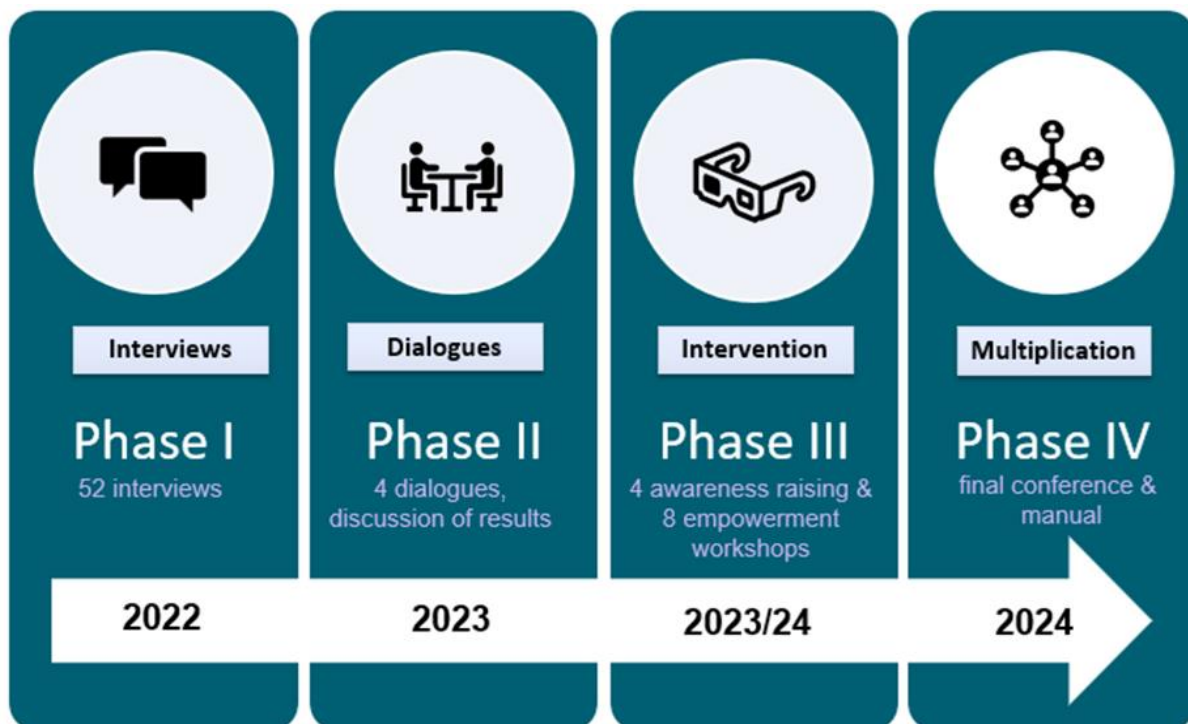 Interviews
Phase I
52 interviews
2022
Dialogues
Phase II
4 dialogues,
discussion of results
2023
Intervention
Phase III
4 awareness raising &
8 empowerment
workshops
2023/24
Multiplication
Phase IV
final conference &
manual
2024